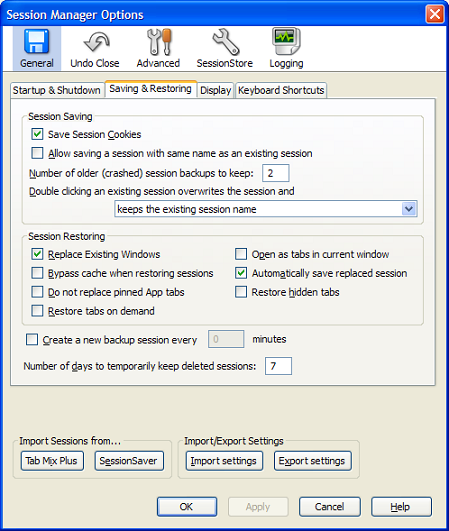 Session Manager Options
General Undo Close Advanced SessionStore Logging
Startup & Shutdown Saving & Restoring Display Keyboard Shortcuts
Session Saving
Save Session Cookies
Allow saving a session with same name as an existing session
Number of older (crashed) session backups to keep: 2
Double clicking an existing session overwrites the session and
keeps the existing session name
Session Restoring
Replace Existing Windows Open as tabs in current window
Bypass cache when restoring sessions Automatically save replaced session
Do not replace pinned App tabs Restore hidden tabs
Restore tabs on demand
Create a new backup session every 0 minutes
Number of days to temporarily keep deleted sessions: 7
Import Sessions from... Import/Export Settings
Tab Mix Plus SessionSaver Import settings Export settings
OK Apply Cancel Help